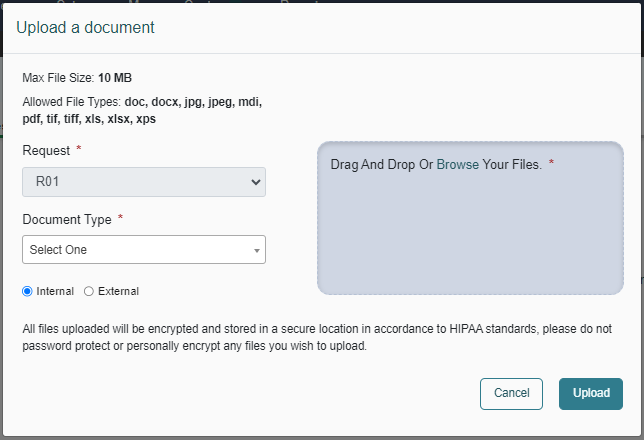 Upload a document
Max File Size: 10 MB
Allowed File Types: doc, docx, jpg, jpeg, mdi,
pdf, tif, tiff, xls, xlsx, xps
Request *
R01
Drag And Drop Or Browse Your Files. *
Document Type *
Select One
Internal External
All files uploaded will be encrypted and stored in a secure location in accordance to HIPAA standards, please do not
password protect or personally encrypt any files you wish to upload.
Cancel Upload